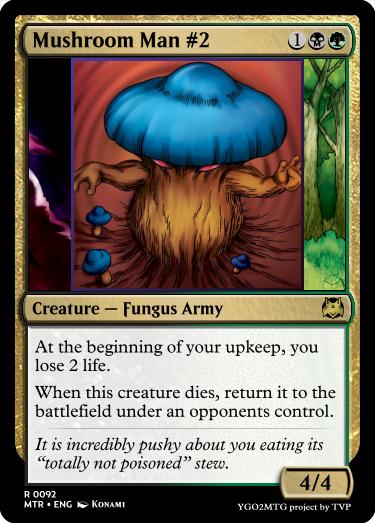 Mushroom Man #2 1
Creature — Fungus Army
At the beginning of your upkeep, you
lose 2 life.
When this creature dies, return it to the
battlefield under an opponents control.
It is incredibly pushy about you eating its
“totally not poisoned” stew.
4/4
R 0092
MTR • ENG KONAMI
YGO2MTG project by TVP